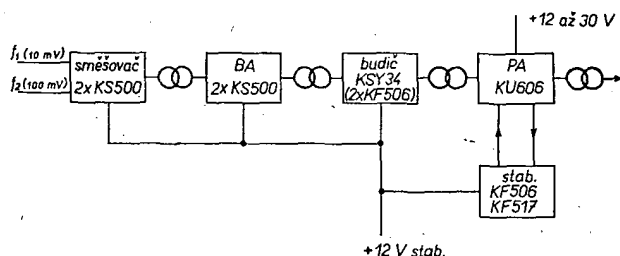 +12 až 30 V
f₁ (10 mV)
f₂ (100 mV)
směšovač
2x KS500
BA
2x KS500
budič
KSY34
(2xKF506)
PA
KU606
stab.
KF506
KF517
+12 V stab.